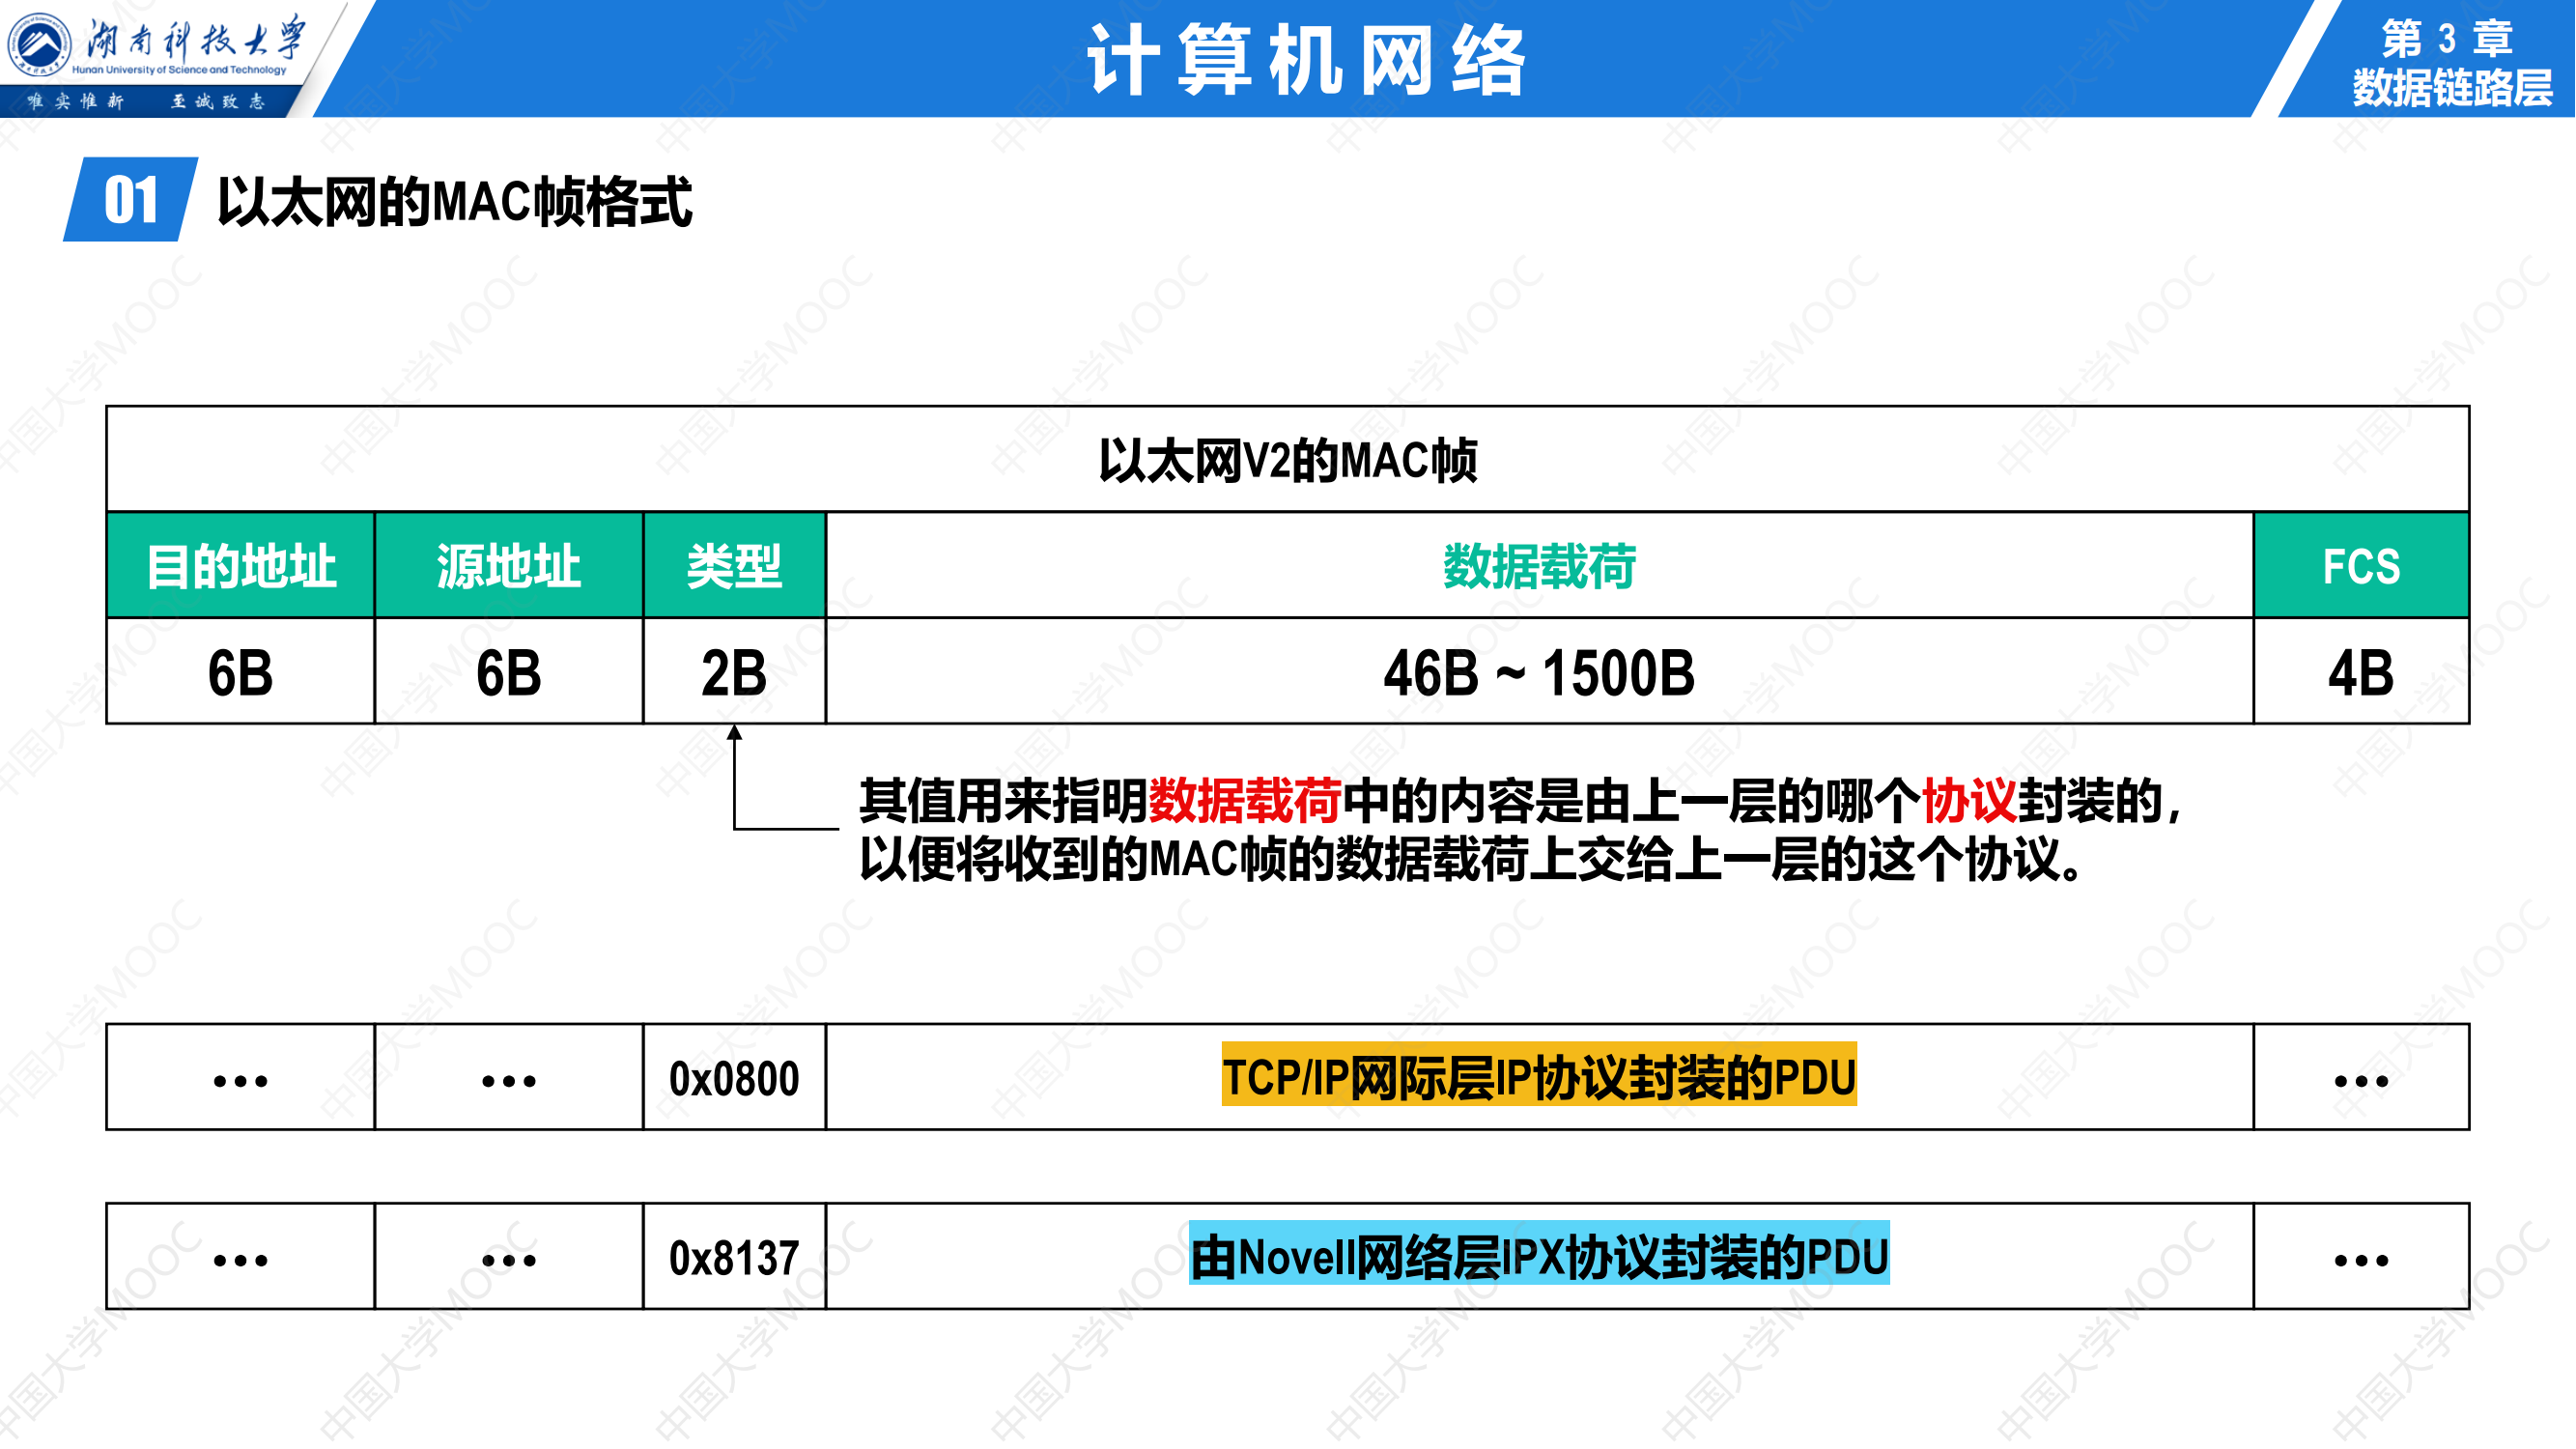 湖南科技大学
Hunan University of Science and Technology
唯实惟新 至诚致志
计算机网络
第 3 章
数据链路层
01 以太网的MAC帧格式
以太网V2的MAC帧
目的地址 源地址 类型 数据载荷 FCS
6B 6B 2B 46B ~ 1500B 4B
其值用来指明数据载荷中的内容是由上一层的哪个协议封装的，
以便将收到的MAC帧的数据载荷上交给上一层的这个协议。
••• ••• 0x0800 TCP/IP网际层IP协议封装的PDU •••
••• ••• 0x8137 由Novell网络层IPX协议封装的PDU •••
中国大学MOOC